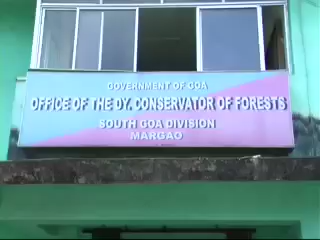 GOVERNMENT OF GOA
OFFICE OF THE DY. CONSERVATOR OF FORESTS
SOUTH GOA DIVISION
MARGAO